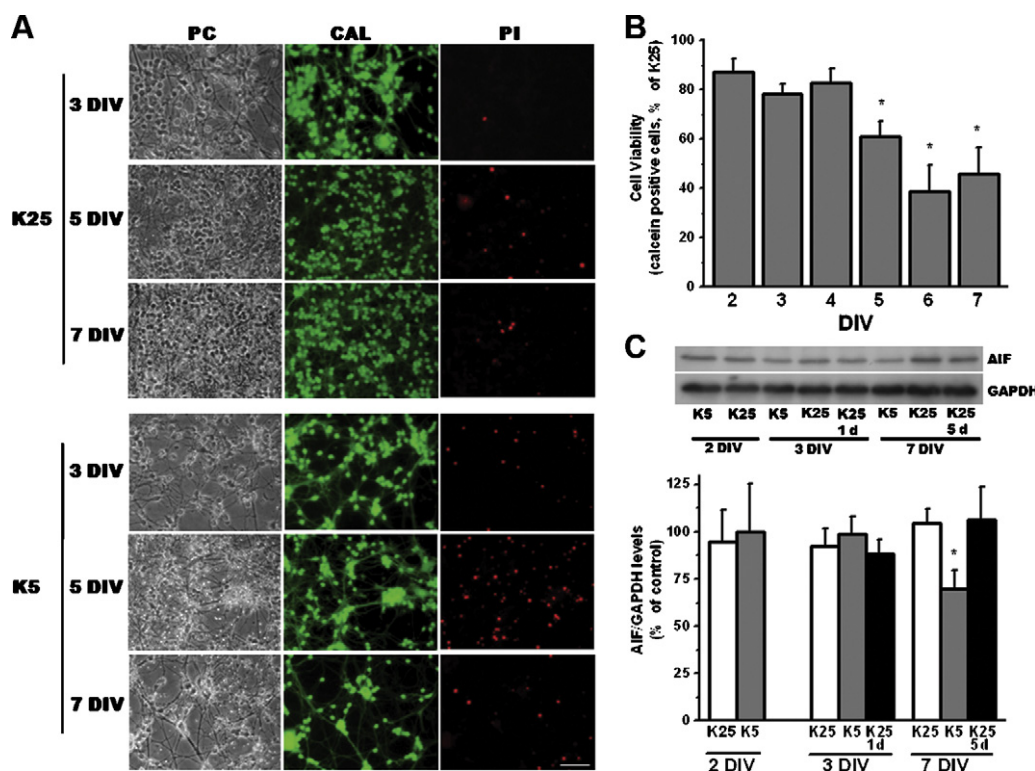 A
PC CAL PI
K25
3 DIV
5 DIV
7 DIV
K5
3 DIV
5 DIV
7 DIV
B
Cell Viability
(calcein positive cells, % of K25)
100
80
60
40
20
80
* * *
2 3 4 5 6 7
DIV
C
AIF
GAPDH
K5 K25 K5 K25 K25 K5 K25 K25
1 d 5 d
2 DIV 3 DIV 7 DIV
AIF/GAPDH levels
(% of control)
125
100
75
50
25
0
*
K25 K5 K25 K5 K25 K25 K5 K25
1d 5 d
2 DIV 3 DIV 7 DIV